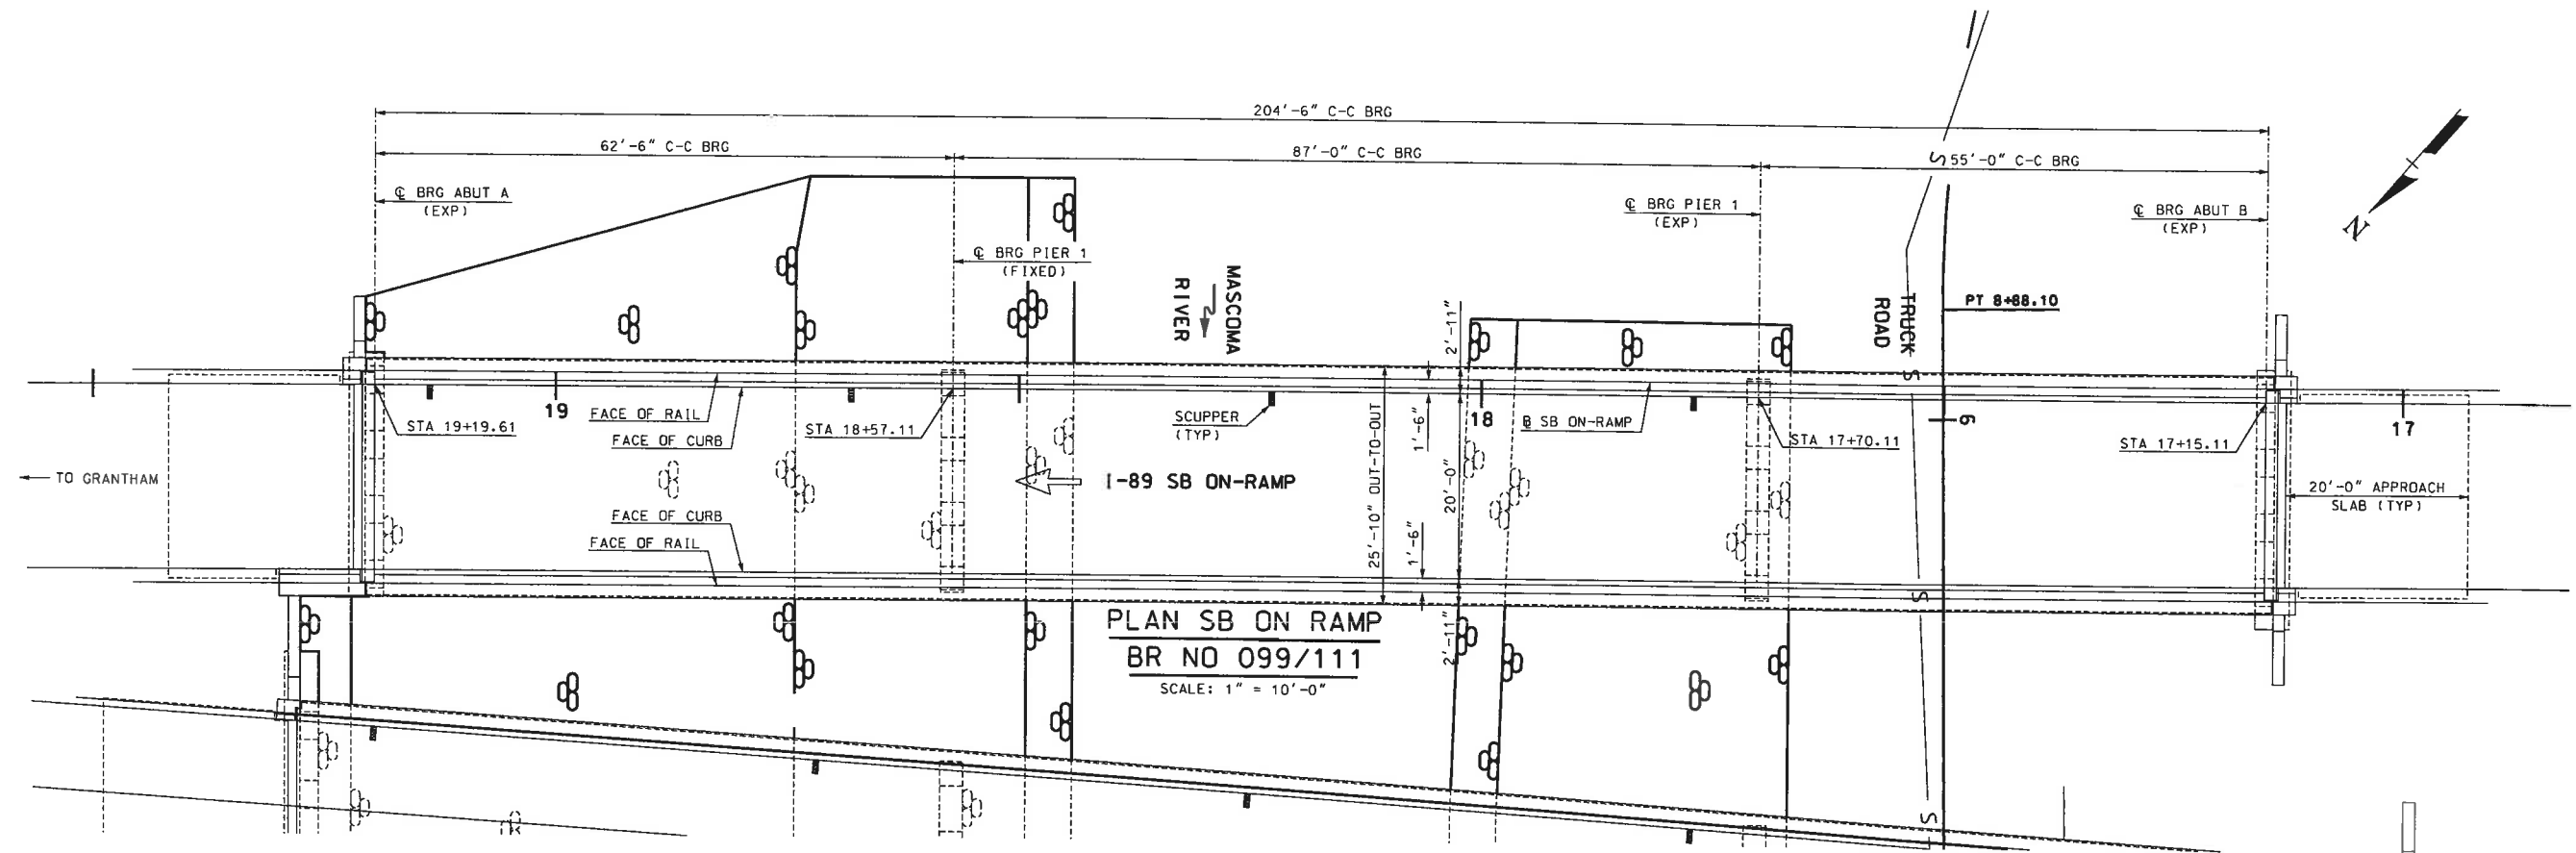 204'-6" C-C BRG
62'-6" C-C BRG
87'-0" C-C BRG
55'-0" C-C BRG
S
℄ BRG ABUT A
(EXP)
℄ BRG PIER 1
(FIXED)
℄ BRG PIER 1
(EXP)
℄ BRG ABUT B
(EXP)
N
MASCOMA
RIVER
TRUCK
ROAD
S
PT 8+88.10
2'-11"
19
FACE OF RAIL
FACE OF CURB
STA 19+19.61
STA 18+57.11
SCUPPER
(TYP)
1'-6"
18
℄ SB ON-RAMP
STA 17+70.11
9
STA 17+15.11
17
TO GRANTHAM
I-89 SB ON-RAMP
25'-10" OUT-TO-OUT
20'-0"
20'-0" APPROACH
SLAB (TYP)
FACE OF CURB
FACE OF RAIL
1'-6"
S
2'-11"
PLAN SB ON RAMP
BR NO 099/111
SCALE: 1" = 10'-0"
S